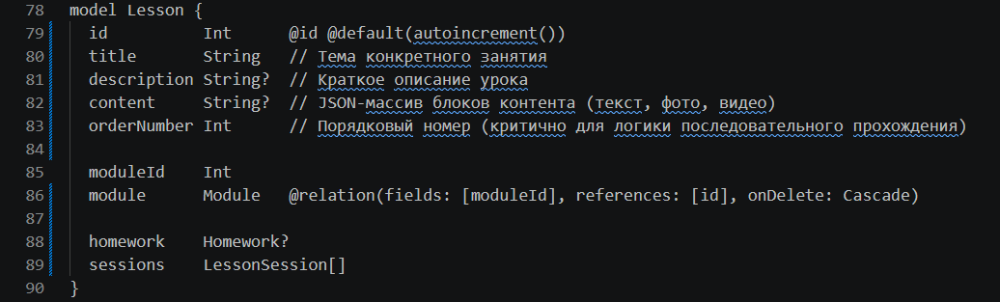 78 model Lesson {
79 id Int @id @default(autoincrement())
80 title String // Тема конкретного занятия
81 description String? // Краткое описание урока
82 content String? // JSON-массив блоков контента (текст, фото, видео)
83 orderNumber Int // Порядковый номер (критично для логики последовательного прохождения)
84
85 moduleId Int
86 module Module @relation(fields: [moduleId], references: [id], onDelete: Cascade)
87
88 homework Homework?
89 sessions LessonSession[]
90 }